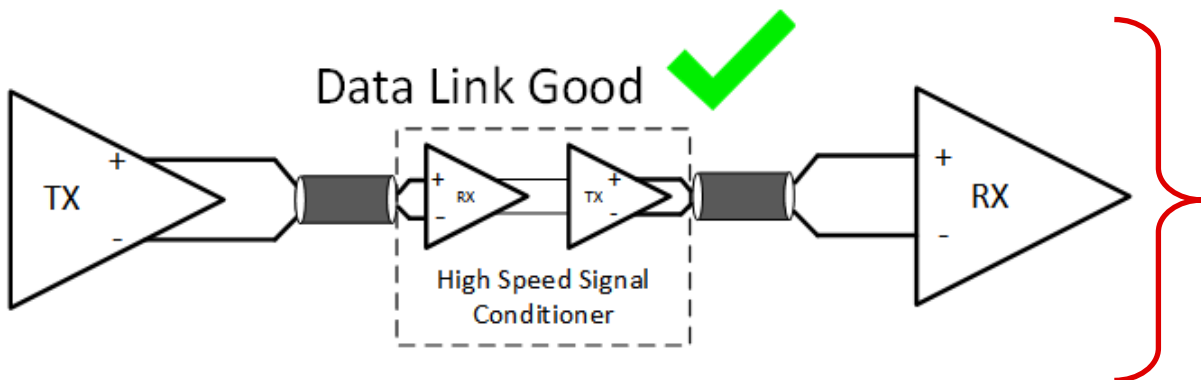 Data Link Good
TX
+
-
+
-
RX
TX
+
-
+
-
RX
High Speed Signal
Conditioner